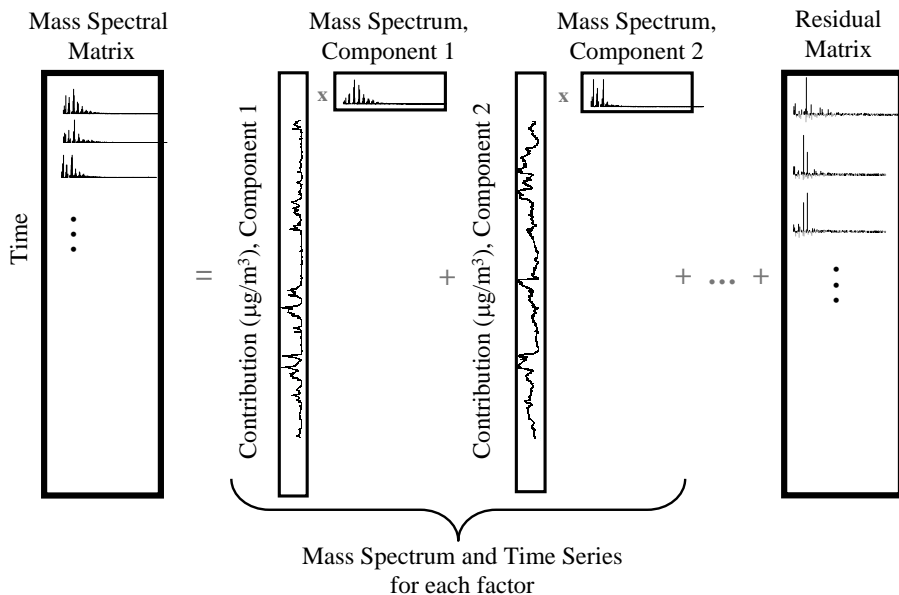 Mass Spectral
Matrix
Mass Spectrum,
Component 1
Mass Spectrum,
Component 2
Residual
Matrix
Time
=
Contribution (µg/m³), Component 1
x
+
Contribution (µg/m³), Component 2
x
+ ... +
Mass Spectrum and Time Series
for each factor